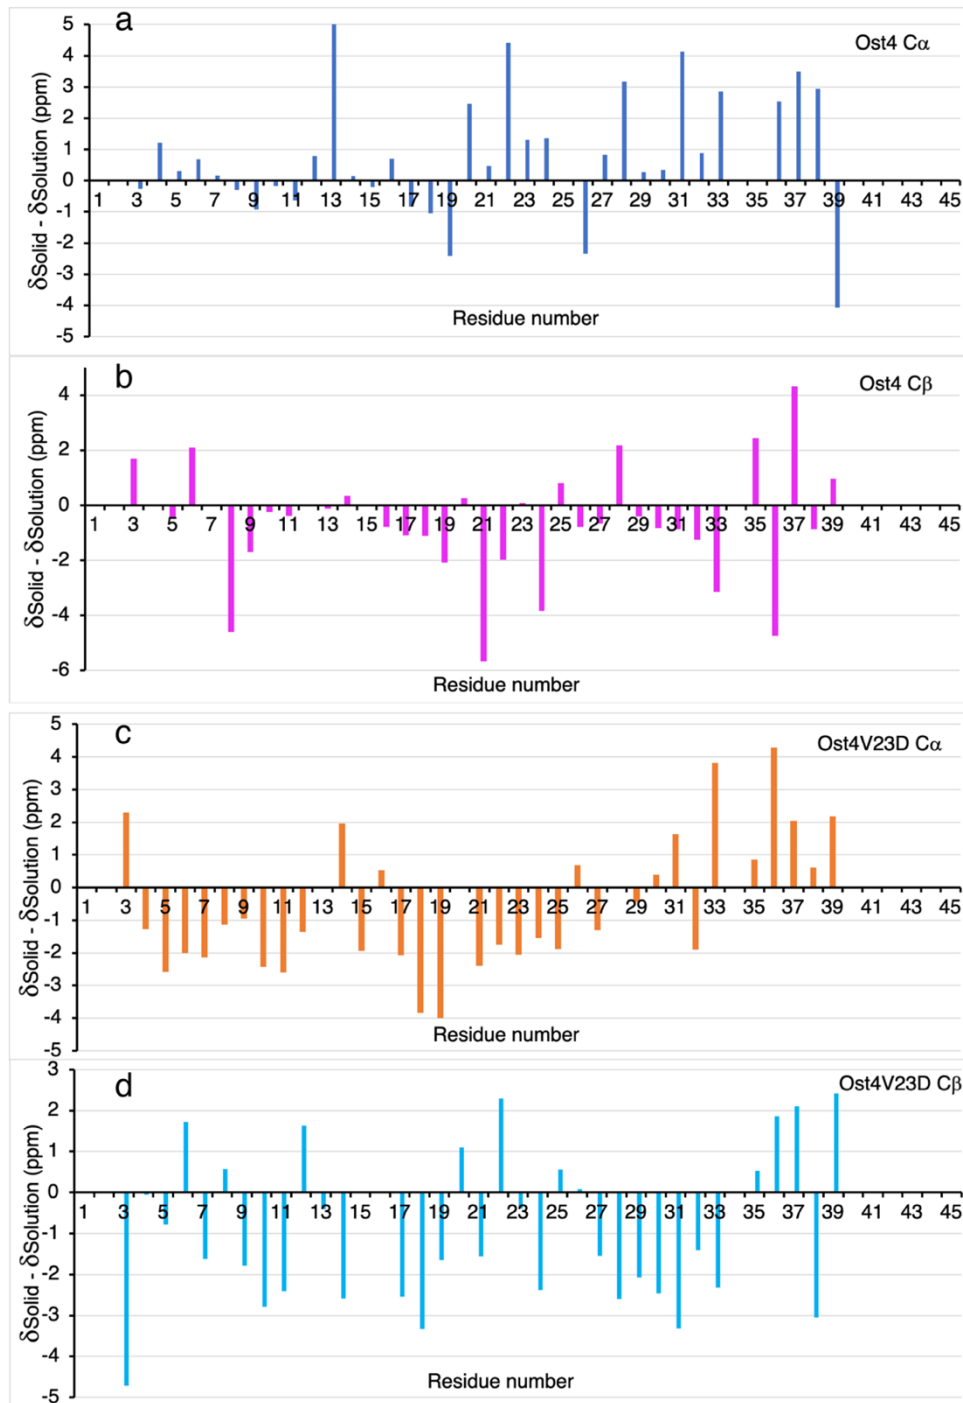 a
Ost4 Cα
δSolid - δSolution (ppm)
5
4
3
2
1
0
-1
-2
-3
-4
-5
1 3 5 7 9 11 13 15 17 19 21 23 25 27 29 31 33 35 37 39 41 43 45
Residue number
b
Ost4 Cβ
δSolid - δSolution (ppm)
4
2
0
-2
-4
-6
1 3 5 7 9 11 13 15 17 19 21 23 25 27 29 31 33 35 37 39 41 43 45
Residue number
c
Ost4V23D Cα
δSolid - δSolution (ppm)
5
4
3
2
1
0
-1
-2
-3
-4
-5
1 3 5 7 9 11 13 15 17 19 21 23 25 27 29 31 33 35 37 39 41 43 45
Residue number
d
Ost4V23D Cβ
δSolid - δSolution (ppm)
3
2
1
0
-1
-2
-3
-4
-5
1 3 5 7 9 11 13 15 17 19 21 23 25 27 29 31 33 35 37 39 41 43 45
Residue number